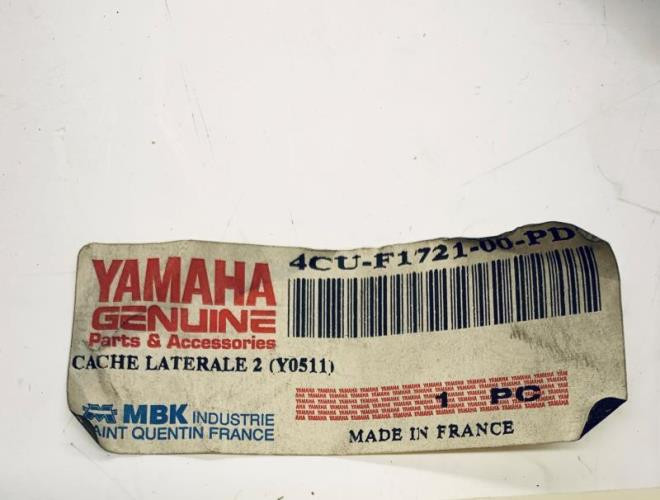 4CU-F1721-00-PD
YAMAHA
GENUINE
Parts & Accessories
CACHE LATERALE 2 (Y0511)
MBK INDUSTRIE
AINT QUENTIN FRANCE
1 PC
MADE IN FRANCE